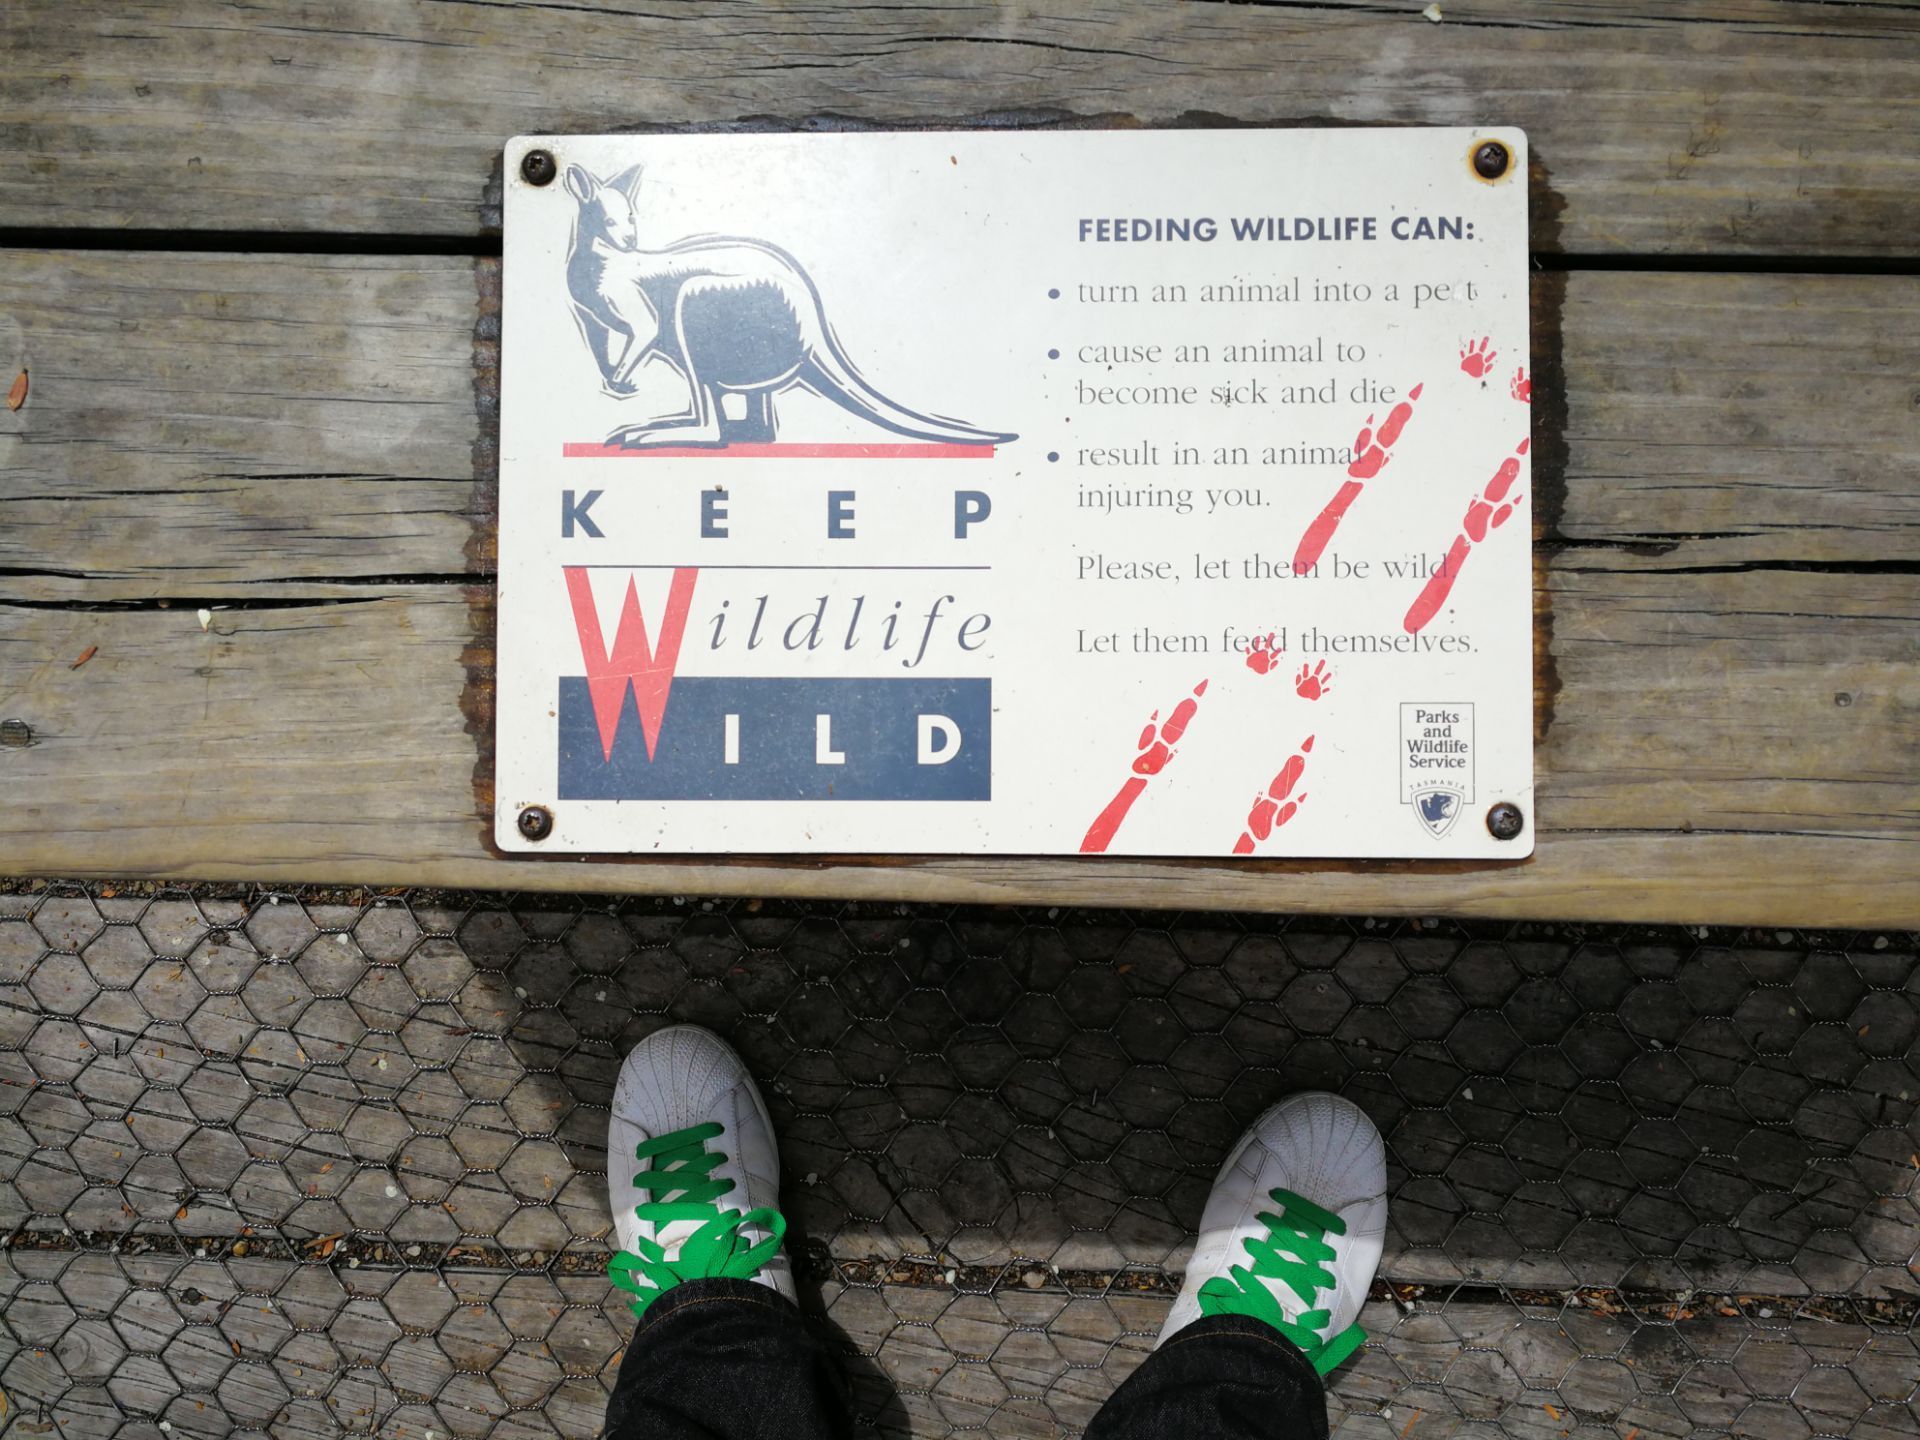 KEEP
Wildlife
WILD
FEEDING WILDLIFE CAN:
• turn an animal into a pet
• cause an animal to
become sick and die
• result in an animal
injuring you.
Please, let them be wild.
Let them feed themselves.
Parks
and
Wildlife
Service
TASMANIA